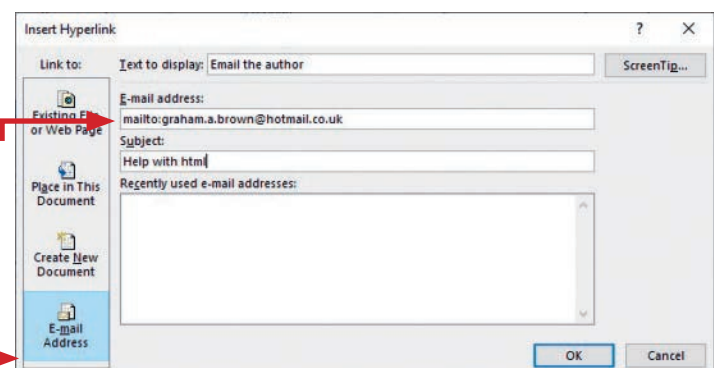 Insert Hyperlink ? ×
Link to: Text to display: Email the author ScreenTip...
Existing File or Web Page
E-mail address:
mailto:graham.a.brown@hotmail.co.uk
Subject:
Help with html
Place in This Document
Recently used e-mail addresses:
Create New Document
E-mail Address
OK Cancel